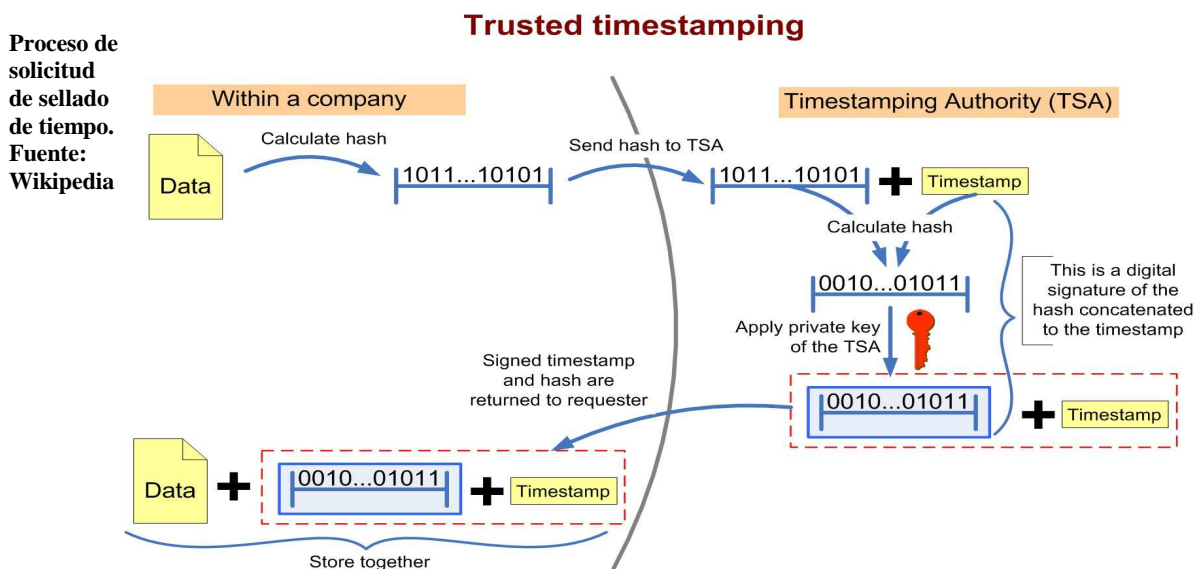 Trusted timestamping
Proceso de
solicitud
de sellado
de tiempo.
Fuente:
Wikipedia
Within a company
Timestamping Authority (TSA)
Data
Calculate hash
1011...10101
Send hash to TSA
1011...10101
Timestamp
Calculate hash
0010...01011
This is a digital
signature of the
hash concatenated
to the timestamp
Apply private key
of the TSA
Signed timestamp
and hash are
returned to requester
0010...01011
Timestamp
Data
0010...01011
Timestamp
Store together